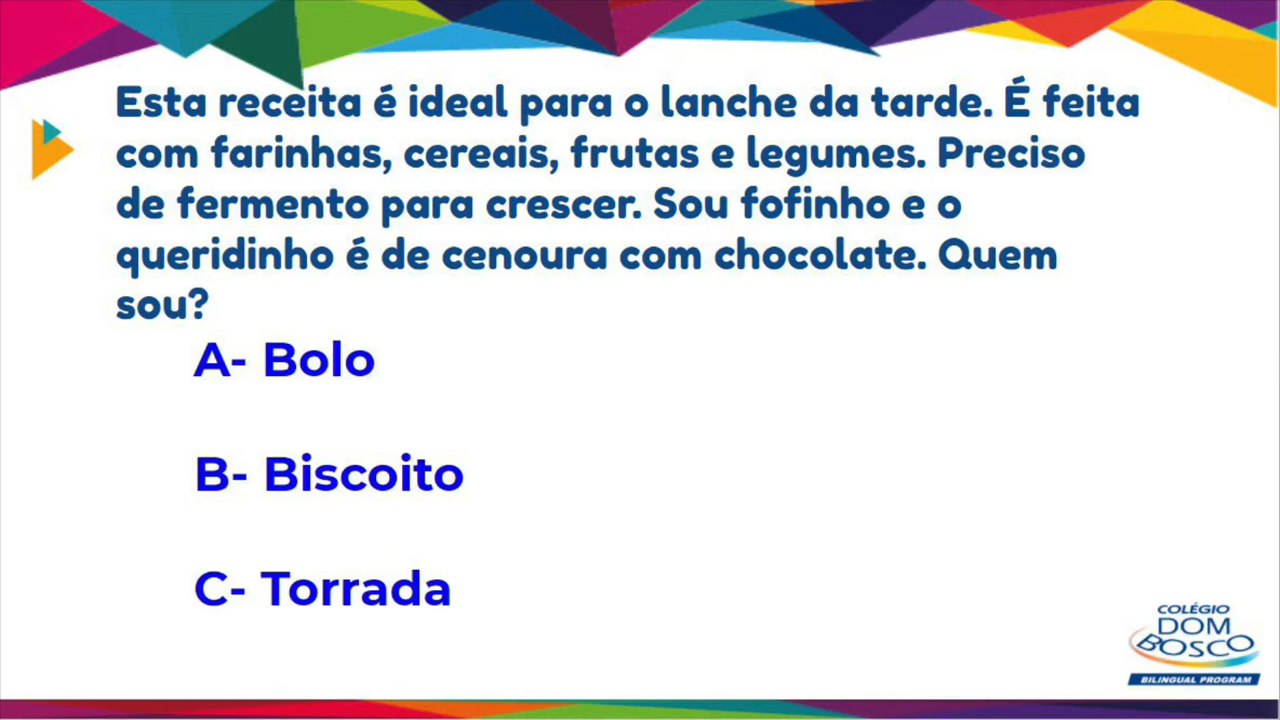 Esta receita é ideal para o lanche da tarde. É feita
com farinhas, cereais, frutas e legumes. Preciso
de fermento para crescer. Sou fofinho e o
queridinho é de cenoura com chocolate. Quem
sou?
A- Bolo
B- Biscoito
C- Torrada
COLÉGIO
DOM
BOSCO
BILINGUAL PROGRAM